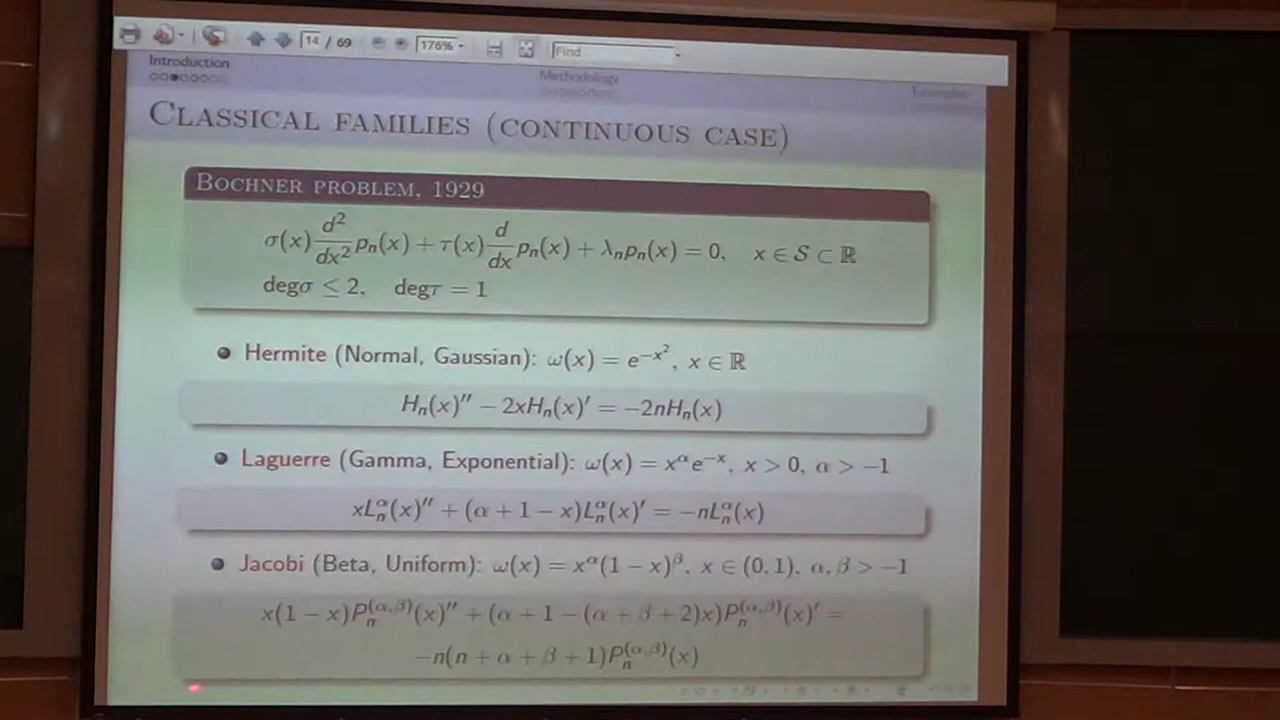 14 / 69 176% Find
Introduction Methodology Examples
CLASSICAL FAMILIES (CONTINUOUS CASE)
BOCHNER PROBLEM, 1929
σ(x) d²/dx² pₙ(x) + τ(x) d/dx pₙ(x) + λₙpₙ(x) = 0, x ∈ S ⊂ ℝ
degσ ≤ 2, degτ = 1
Hermite (Normal, Gaussian): ω(x) = e^{−x²}, x ∈ ℝ
Hₙ(x)″ − 2xHₙ(x)′ = −2nHₙ(x)
Laguerre (Gamma, Exponential): ω(x) = x^α e^{−x}, x > 0, α > −1
xLₙ^α(x)″ + (α + 1 − x)Lₙ^α(x)′ = −nLₙ^α(x)
Jacobi (Beta, Uniform): ω(x) = x^α(1 − x)^β, x ∈ (0, 1), α, β > −1
x(1 − x)Pₙ^{(α,β)}(x)″ + (α + 1 − (α + β + 2)x)Pₙ^{(α,β)}(x)′ =
−n(n + α + β + 1)Pₙ^{(α,β)}(x)